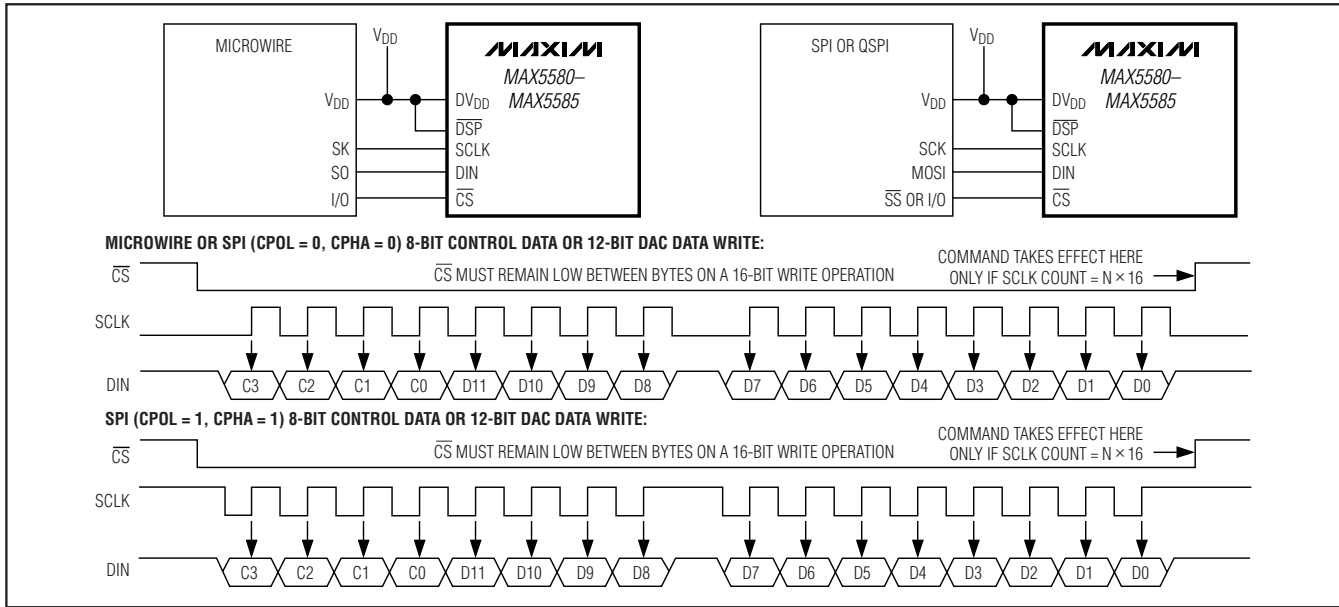 MICROWIRE
VDD
MAXIM
MAX5580–
MAX5585
VDD
DVDD
DSP
SK
SCLK
SO
DIN
I/O
CS
SPI OR QSPI
VDD
MAXIM
MAX5580–
MAX5585
VDD
DVDD
DSP
SCK
SCLK
MOSI
DIN
SS OR I/O
CS
MICROWIRE OR SPI (CPOL = 0, CPHA = 0) 8-BIT CONTROL DATA OR 12-BIT DAC DATA WRITE:
CS
CS MUST REMAIN LOW BETWEEN BYTES ON A 16-BIT WRITE OPERATION
COMMAND TAKES EFFECT HERE
ONLY IF SCLK COUNT = N × 16
SCLK
DIN
C3 C2 C1 C0 D11 D10 D9 D8 D7 D6 D5 D4 D3 D2 D1 D0
SPI (CPOL = 1, CPHA = 1) 8-BIT CONTROL DATA OR 12-BIT DAC DATA WRITE:
CS
CS MUST REMAIN LOW BETWEEN BYTES ON A 16-BIT WRITE OPERATION
COMMAND TAKES EFFECT HERE
ONLY IF SCLK COUNT = N × 16
SCLK
DIN
C3 C2 C1 C0 D11 D10 D9 D8 D7 D6 D5 D4 D3 D2 D1 D0